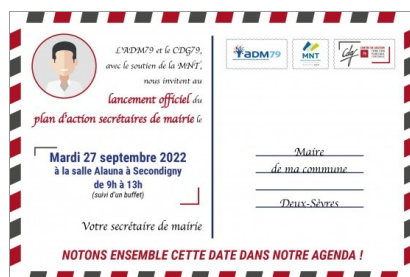 L'ADM79 et le CDG79,
avec le soutien de la MNT,
nous invitent au
lancement officiel du
plan d'action secrétaires de mairie le
Mardi 27 septembre 2022
à la salle Alauna à Secondigny
de 9h à 13h
(suivi d'un buffet)
Votre secrétaire de mairie
aDM79
MNT
Cdg
Maire
de ma commune
Deux-Sèvres
NOTONS ENSEMBLE CETTE DATE DANS NOTRE AGENDA !